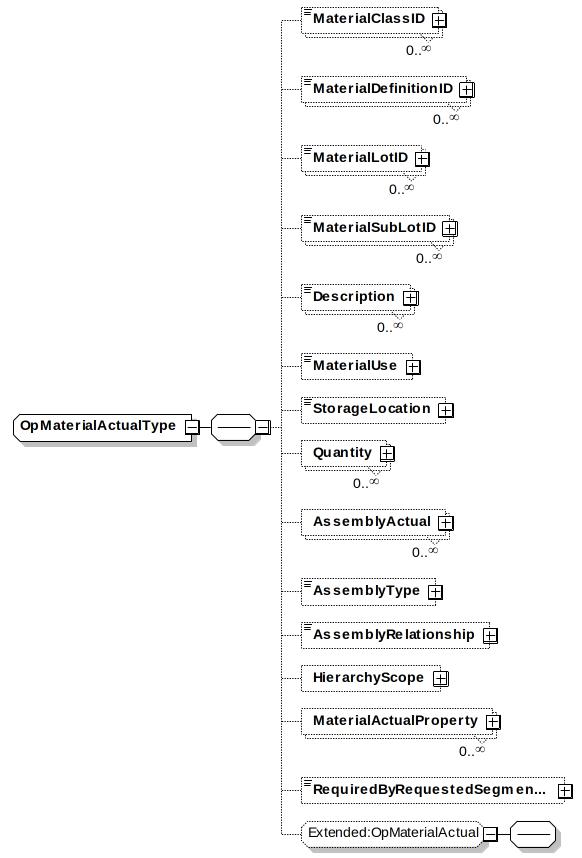 MaterialClassID
0..∞
MaterialDefinitionID
0..∞
MaterialLotID
0..∞
MaterialSubLotID
0..∞
Description
0..∞
MaterialUse
StorageLocation
OpMaterialActualType
Quantity
0..∞
AssemblyActual
0..∞
AssemblyType
AssemblyRelationship
HierarchyScope
MaterialActualProperty
0..∞
RequiredByRequestedSegmen...
Extended:OpMaterialActual